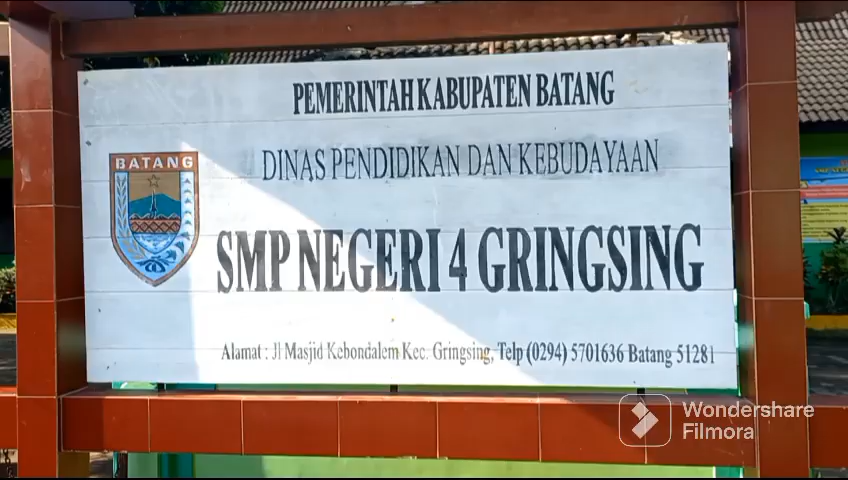 PEMERINTAH KABUPATEN BATANG
DINAS PENDIDIKAN DAN KEBUDAYAAN
BATANG
SMP NEGERI 4 GRINGSING
Alamat : Jl Masjid Kebondalem Kec. Gringsing, Telp (0294) 5701636 Batang 51281
Wondershare
Filmora